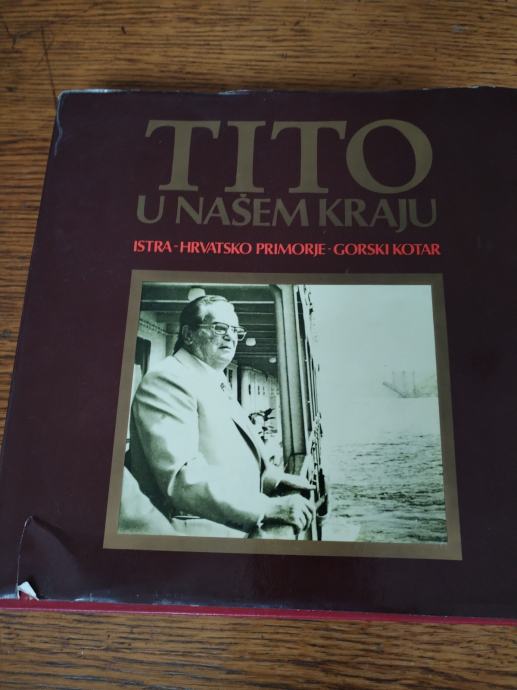 TITO
U NAŠEM KRAJU
ISTRA-HRVATSKO PRIMORJE-GORSKI KOTAR